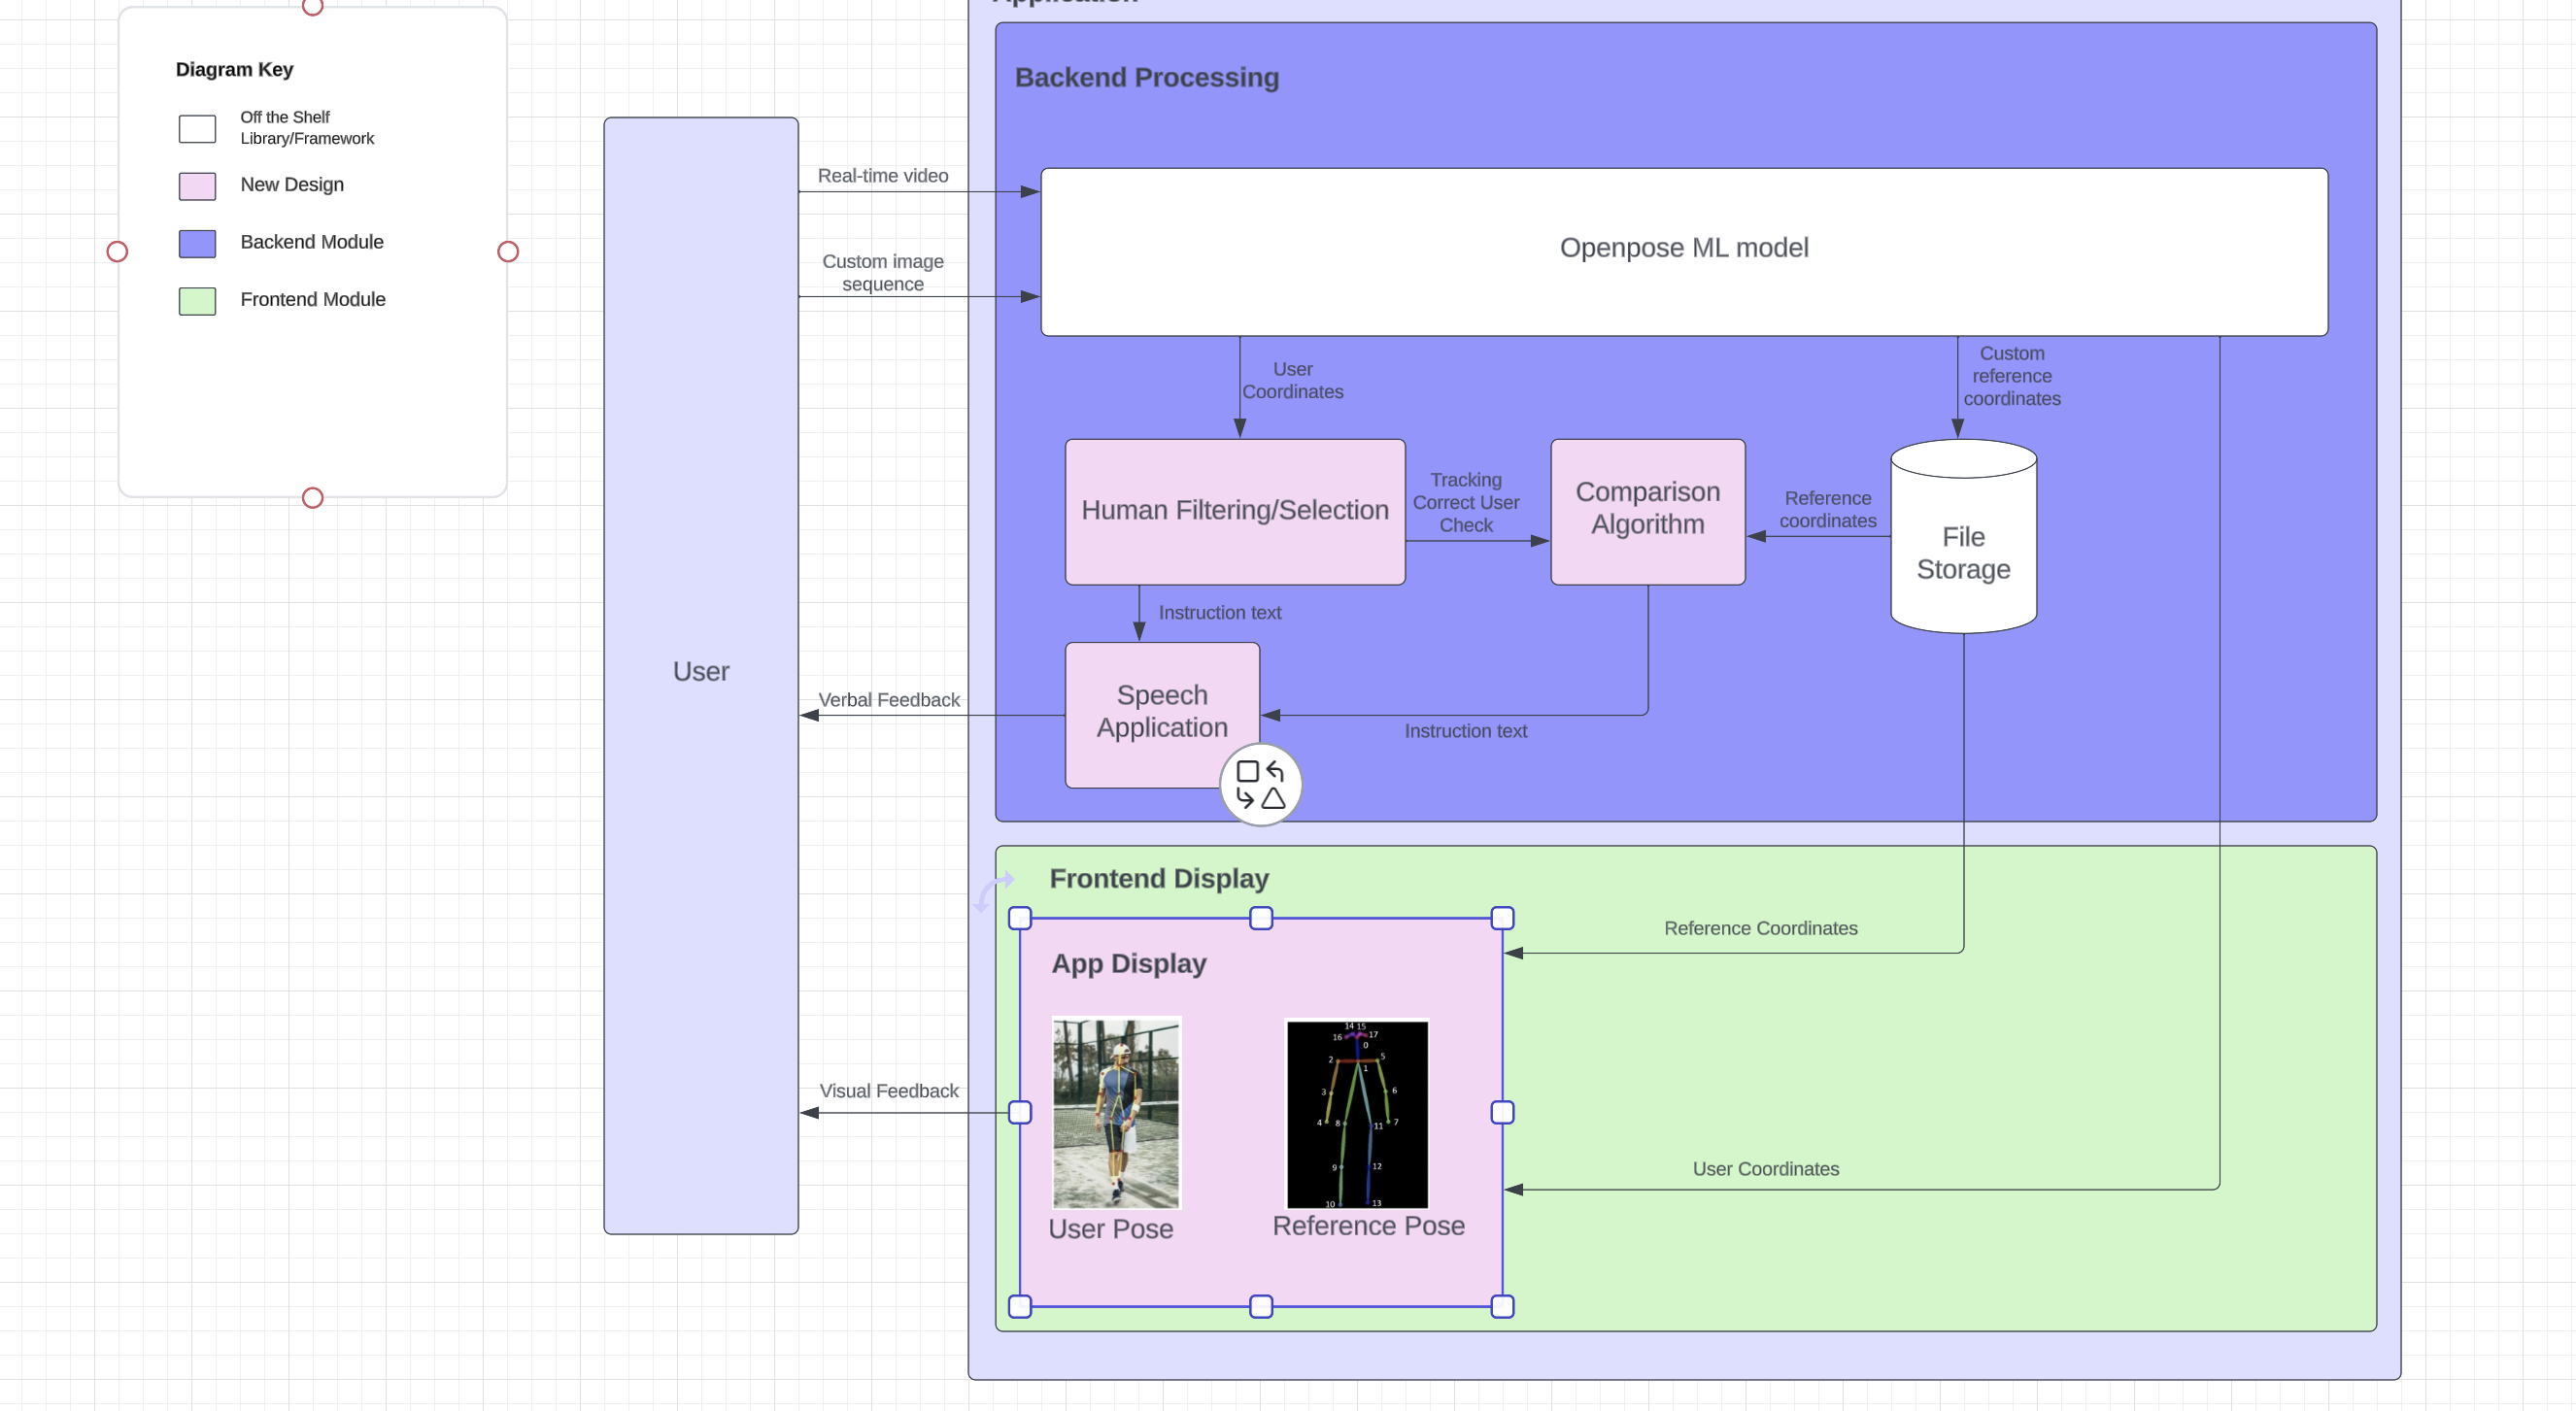 Application
Diagram Key
Off the Shelf
Library/Framework
New Design
Backend Module
Frontend Module
User
Real-time video
Custom image
sequence
Verbal Feedback
Visual Feedback
Backend Processing
Openpose ML model
User
Coordinates
Custom
reference
coordinates
Human Filtering/Selection
Tracking
Correct User
Check
Comparison
Algorithm
Reference
coordinates
File
Storage
Instruction text
Speech
Application
Instruction text
Frontend Display
Reference Coordinates
App Display
14 15
16 17
0
2 5
1
3 6
4 8 11 7
9 12
10 13
User Pose
Reference Pose
User Coordinates